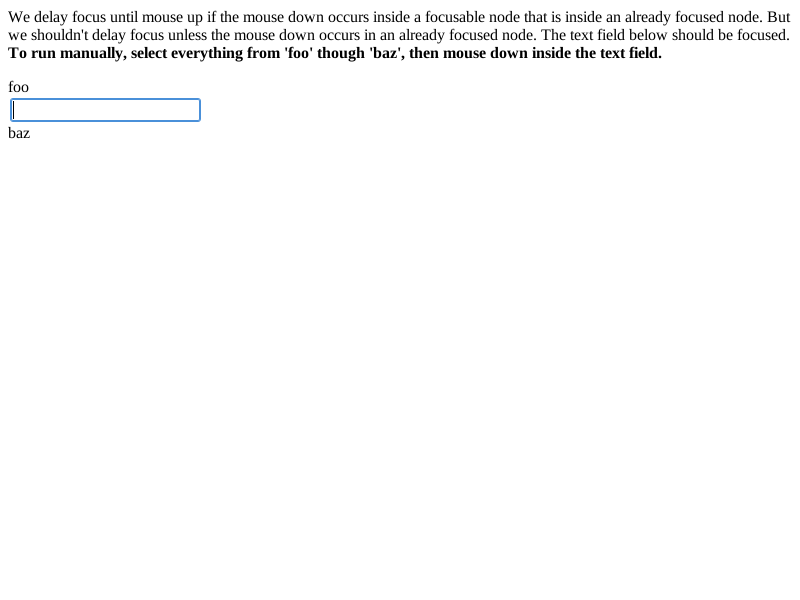 We delay focus until mouse up if the mouse down occurs inside a focusable node that is inside an already focused node. But
we shouldn't delay focus unless the mouse down occurs in an already focused node. The text field below should be focused.
To run manually, select everything from 'foo' though 'baz', then mouse down inside the text field.
foo
baz